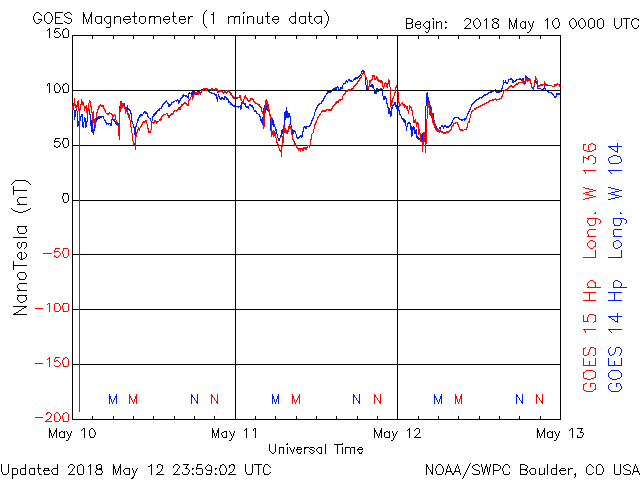 GOES Magnetometer (1 minute data)
Begin: 2018 May 10 0000 UTC
150
100
50
0
−50
−100
−150
−200
NanoTesla (nT)
M M N N M M N N M M N N
May 10 May 11 May 12 May 13
Universal Time
GOES 15 Hp Long. W 136
GOES 14 Hp Long. W 104
Updated 2018 May 12 23:59:02 UTC
NOAA/SWPC Boulder, CO USA